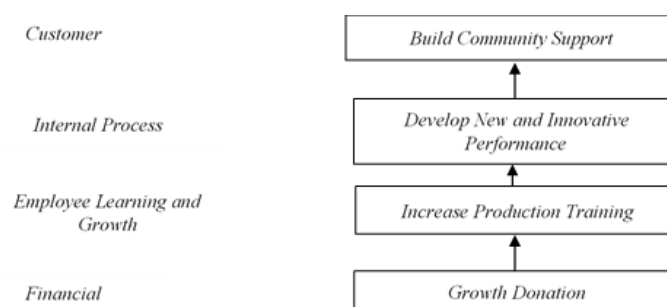 Customer
Build Community Support
Internal Process
Develop New and Innovative
Performance
Employee Learning and
Growth
Increase Production Training
Financial
Growth Donation